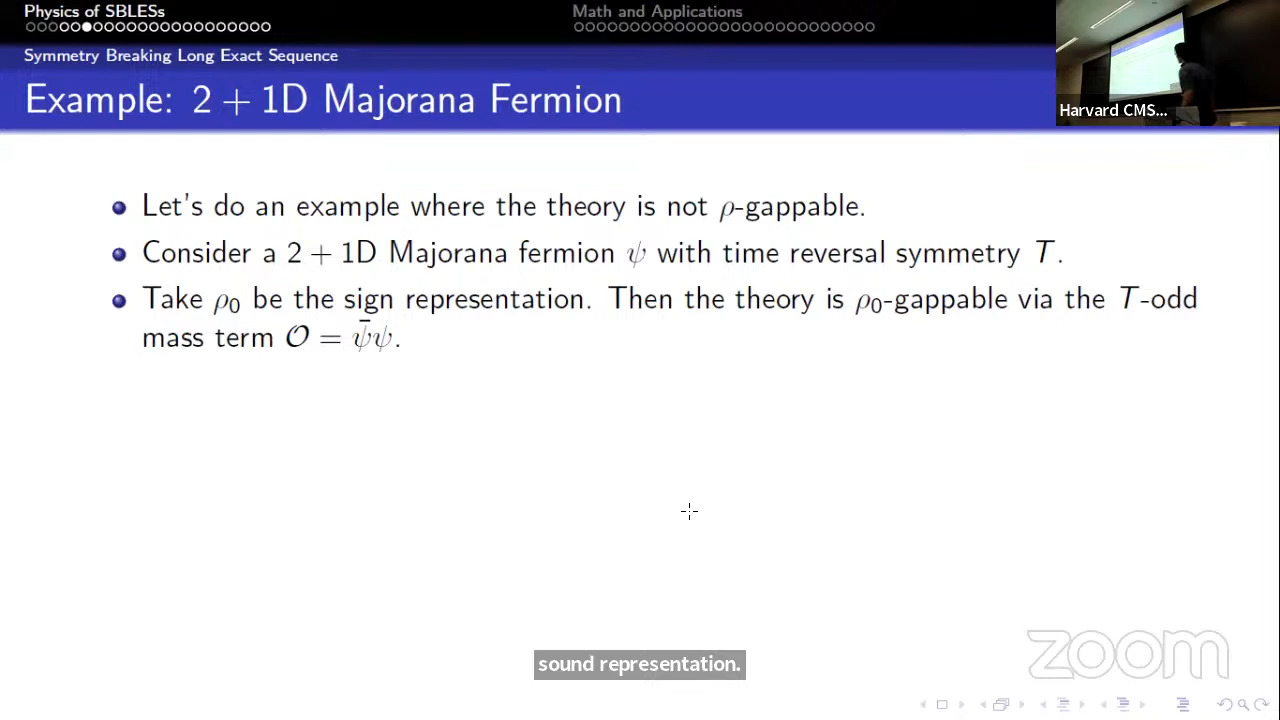 Physics of SBLESs
Math and Applications
Symmetry Breaking Long Exact Sequence
Example: 2 + 1D Majorana Fermion
Harvard CMS...
Let's do an example where the theory is not ρ-gappable.
Consider a 2 + 1D Majorana fermion ψ with time reversal symmetry T.
Take ρ₀ be the sign representation. Then the theory is ρ₀-gappable via the T-odd
mass term 𝒪 = ψ̄ψ.
sound representation.
zoom